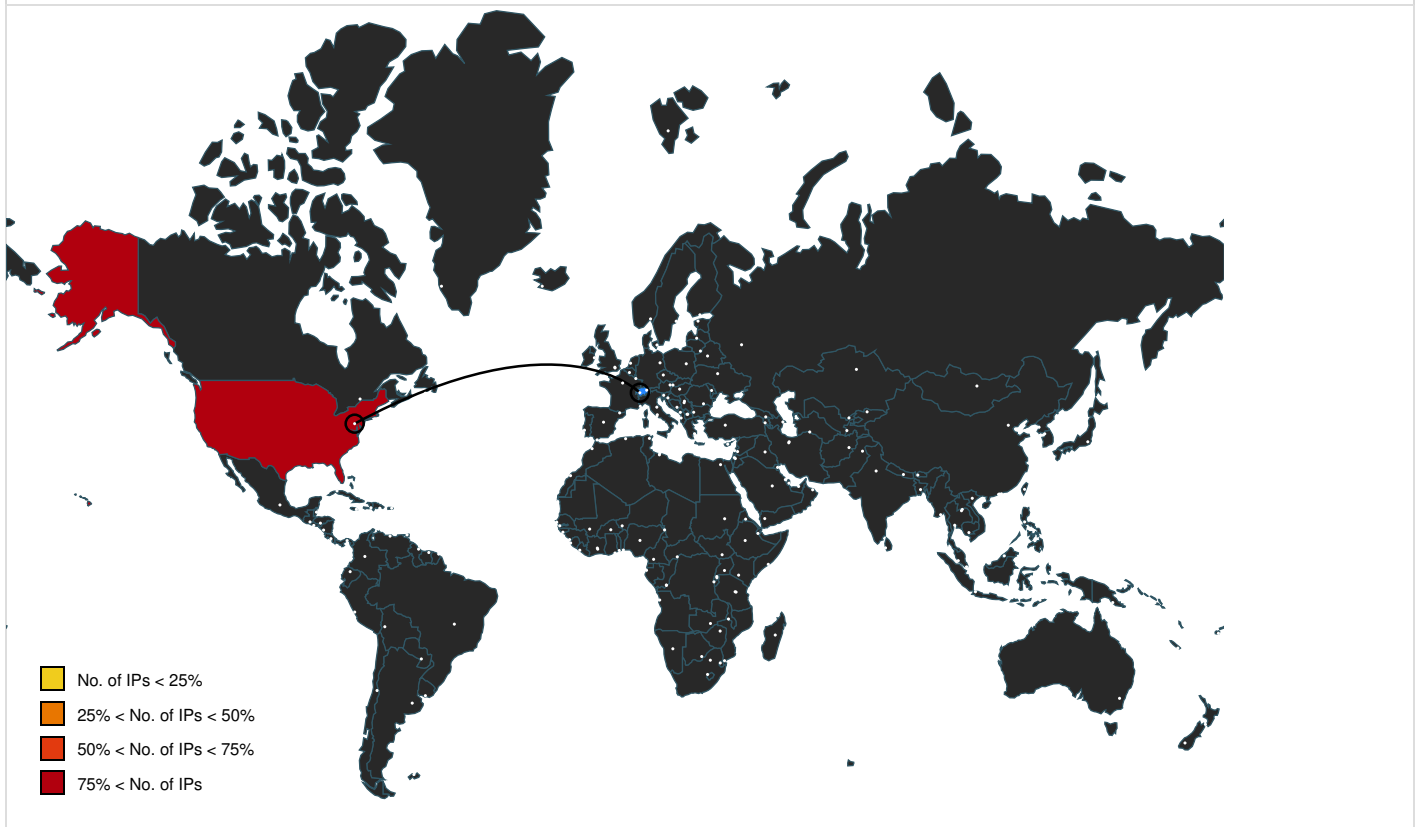 No. of IPs < 25%
25% < No. of IPs < 50%
50% < No. of IPs < 75%
75% < No. of IPs